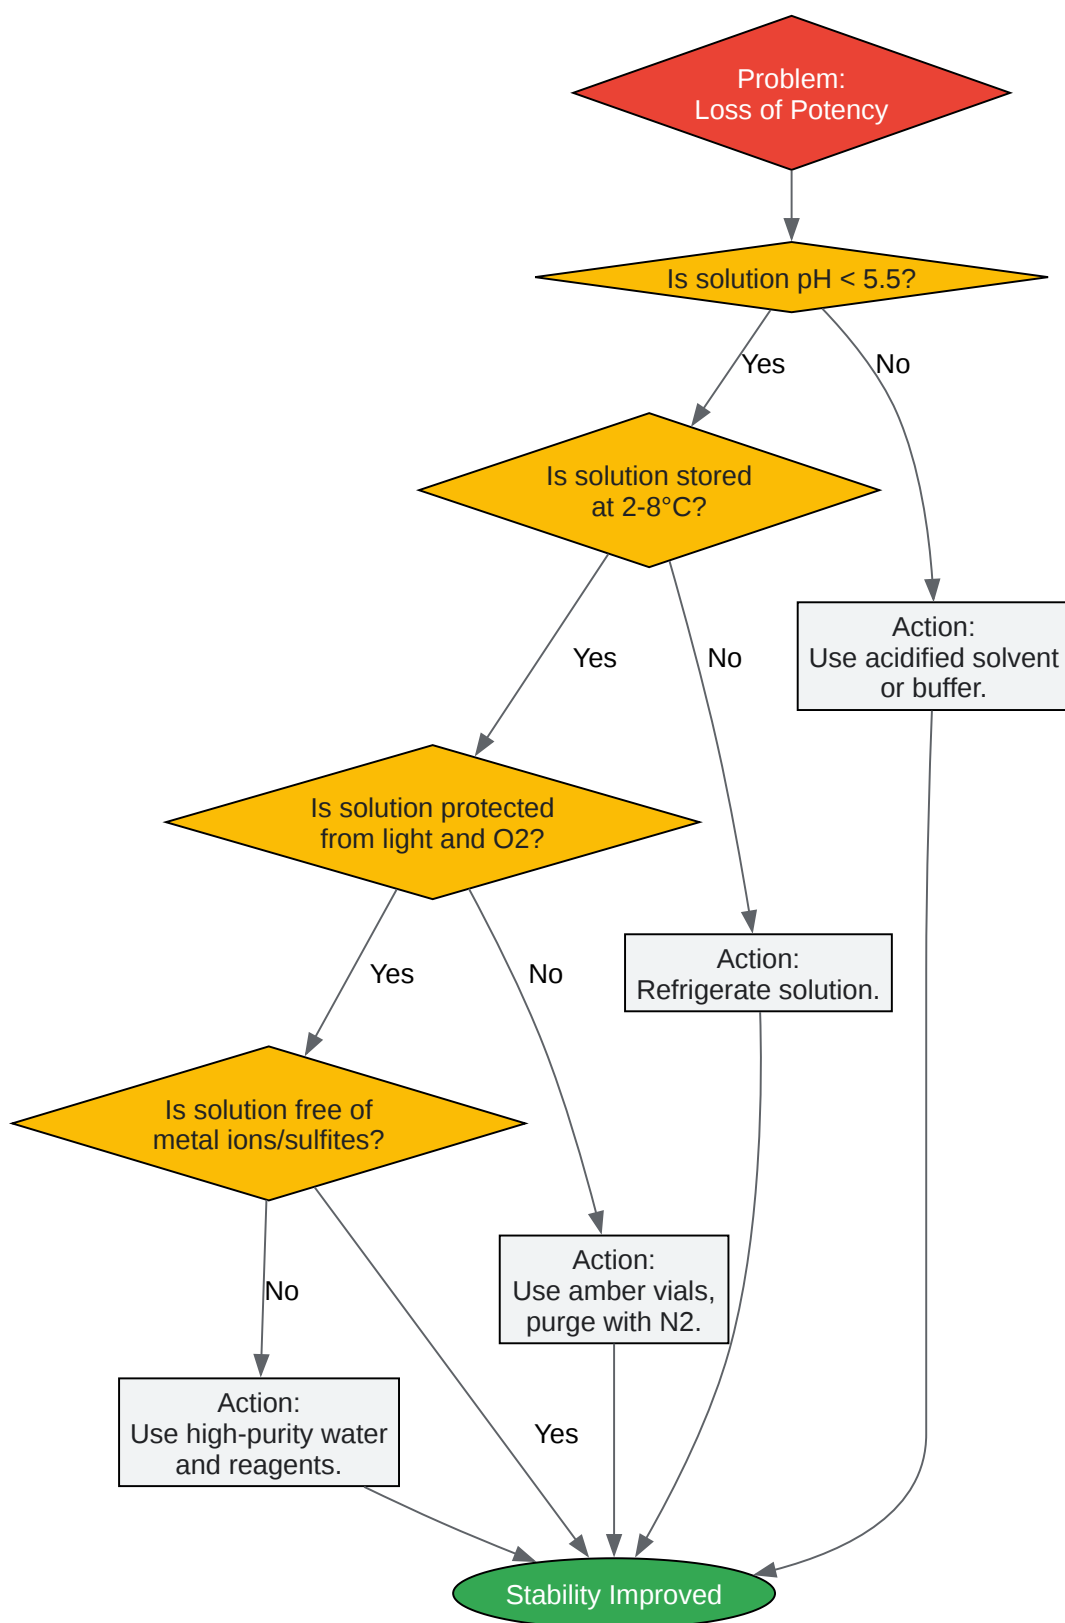 Problem:
Loss of Potency
Is solution pH < 5.5?
Yes
No
Is solution stored
at 2-8°C?
Action:
Use acidified solvent
or buffer.
Yes
No
Is solution protected
from light and O2?
Action:
Refrigerate solution.
Yes
No
Is solution free of
metal ions/sulfites?
Action:
Use amber vials,
purge with N2.
No
Yes
Action:
Use high-purity water
and reagents.
Stability Improved